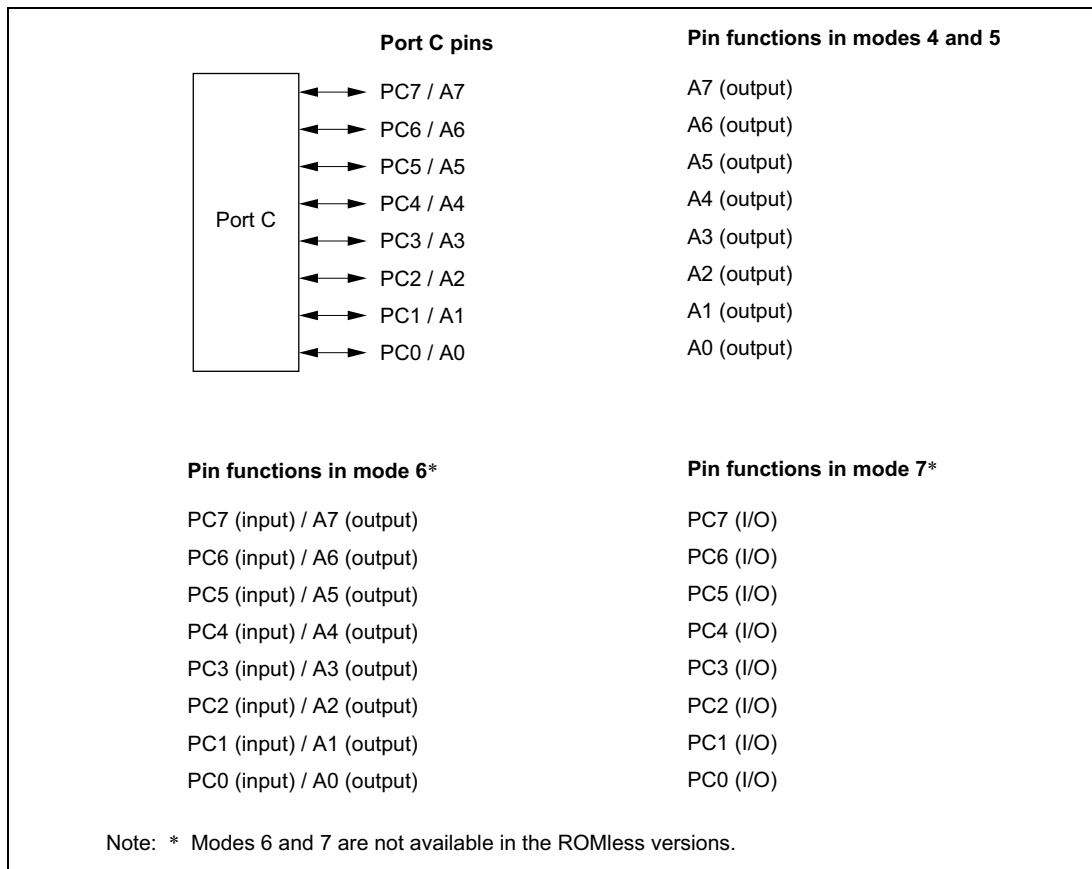 Port C pins
Pin functions in modes 4 and 5
Port C
PC7 / A7
A7 (output)
PC6 / A6
A6 (output)
PC5 / A5
A5 (output)
PC4 / A4
A4 (output)
PC3 / A3
A3 (output)
PC2 / A2
A2 (output)
PC1 / A1
A1 (output)
PC0 / A0
A0 (output)
Pin functions in mode 6*
Pin functions in mode 7*
PC7 (input) / A7 (output)
PC7 (I/O)
PC6 (input) / A6 (output)
PC6 (I/O)
PC5 (input) / A5 (output)
PC5 (I/O)
PC4 (input) / A4 (output)
PC4 (I/O)
PC3 (input) / A3 (output)
PC3 (I/O)
PC2 (input) / A2 (output)
PC2 (I/O)
PC1 (input) / A1 (output)
PC1 (I/O)
PC0 (input) / A0 (output)
PC0 (I/O)
Note: * Modes 6 and 7 are not available in the ROMless versions.